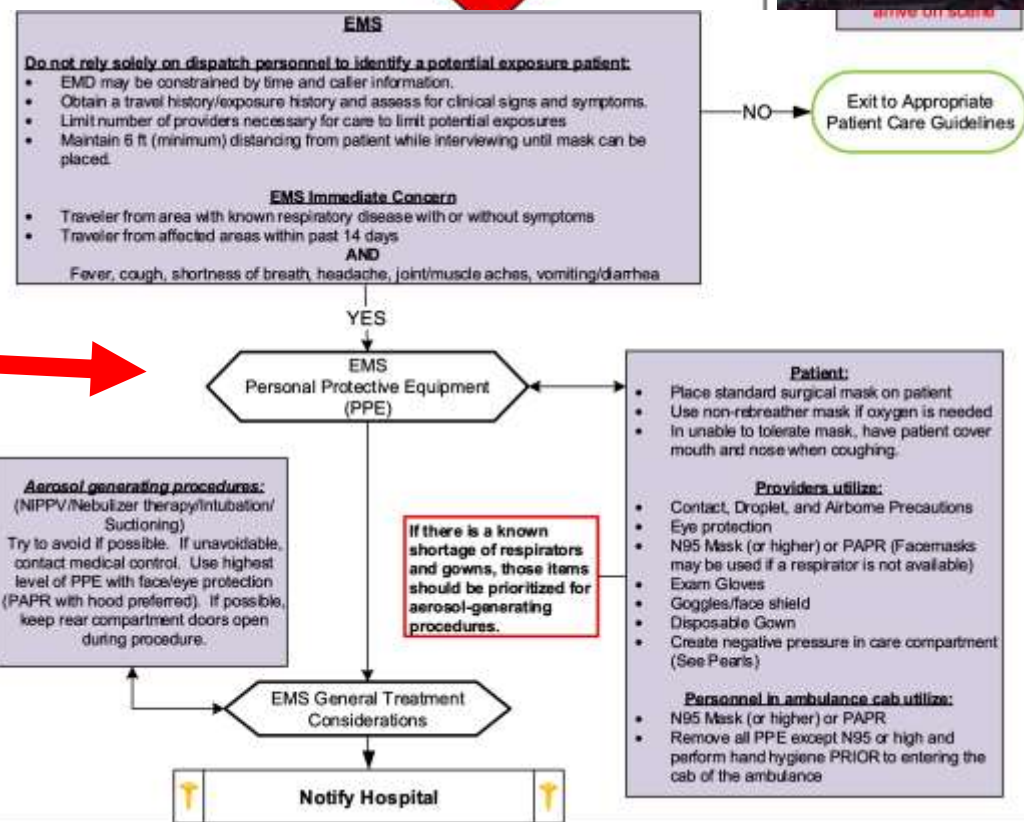 arrive on scene
EMS
Do not rely solely on dispatch personnel to identify a potential exposure patient:
• EMD may be constrained by time and caller information.
• Obtain a travel history/exposure history and assess for clinical signs and symptoms.
• Limit number of providers necessary for care to limit potential exposures
• Maintain 6 ft (minimum) distancing from patient while interviewing until mask can be
placed.
EMS Immediate Concern
• Traveler from area with known respiratory disease with or without symptoms
• Traveler from affected areas within past 14 days
AND
Fever, cough, shortness of breath, headache, joint/muscle aches, vomiting/diarrhea
NO
Exit to Appropriate
Patient Care Guidelines
YES
EMS
Personal Protective Equipment
(PPE)
Patient:
• Place standard surgical mask on patient
• Use non-rebreather mask if oxygen is needed
• In unable to tolerate mask, have patient cover
mouth and nose when coughing.
Providers utilize:
• Contact, Droplet, and Airborne Precautions
• Eye protection
• N95 Mask (or higher) or PAPR (Facemasks
may be used if a respirator is not available)
• Exam Gloves
• Goggles/face shield
• Disposable Gown
• Create negative pressure in care compartment
(See Pearls)
Personnel in ambulance cab utilize:
• N95 Mask (or higher) or PAPR
• Remove all PPE except N95 or high and
perform hand hygiene PRIOR to entering the
cab of the ambulance
Aerosol generating procedures:
(NIPPV/Nebulizer therapy/Intubation/
Suctioning)
Try to avoid if possible. If unavoidable,
contact medical control. Use highest
level of PPE with face/eye protection
(PAPR with hood preferred). If possible,
keep rear compartment doors open
during procedure.
If there is a known
shortage of respirators
and gowns, those items
should be prioritized for
aerosol-generating
procedures.
EMS General Treatment
Considerations
Notify Hospital